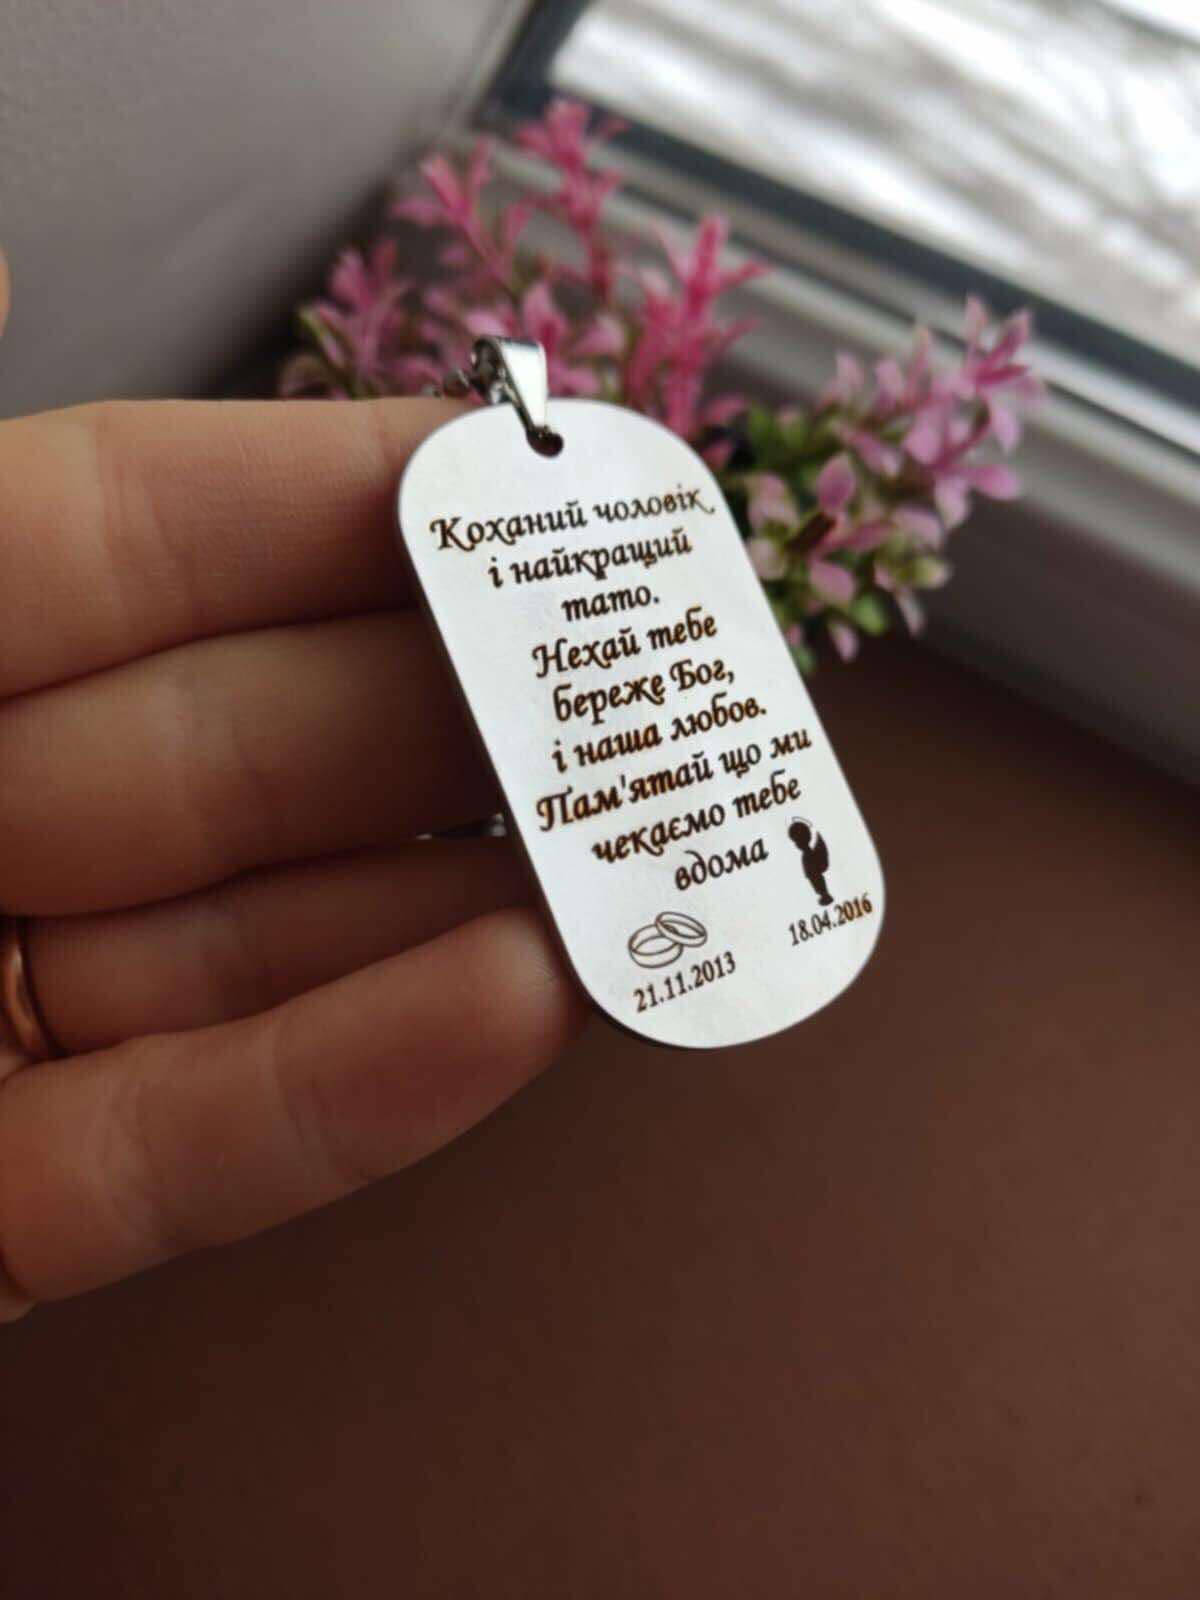 Коханий чоловік
і найкращий
тато.
Нехай тебе
береже Бог,
і наша любов.
Пам'ятай що ми
чекаємо тебе
вдома
21.11.2013
18.04.2016